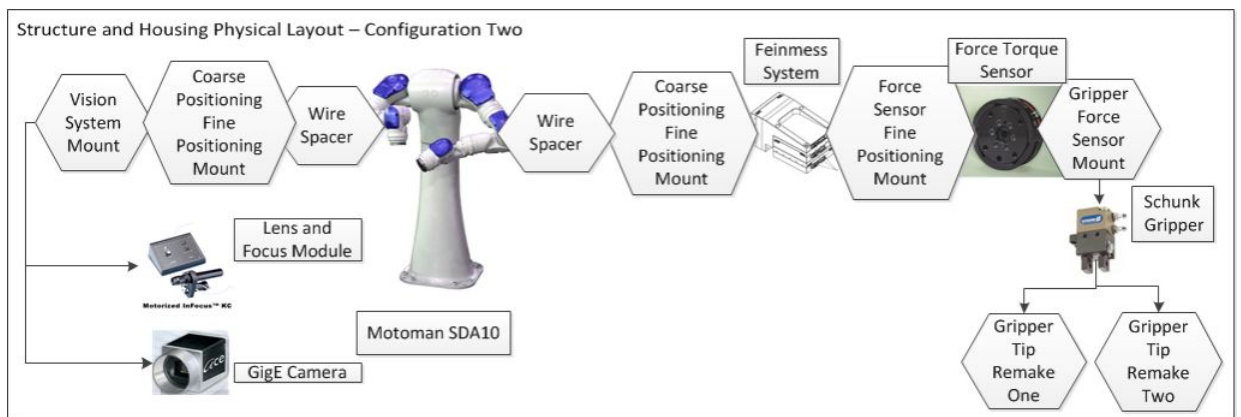 Structure and Housing Physical Layout – Configuration Two
Vision
System
Mount
Coarse
Positioning
Fine
Positioning
Mount
Wire
Spacer
Wire
Spacer
Coarse
Positioning
Fine
Positioning
Mount
Feinmess
System
Force
Sensor
Fine
Positioning
Mount
Force Torque
Sensor
Gripper
Force
Sensor
Mount
Schunk
Gripper
Lens and
Focus Module
Motorized InFocus™ KC
Motoman SDA10
GigE Camera
ace
Gripper
Tip
Remake
One
Gripper
Tip
Remake
Two